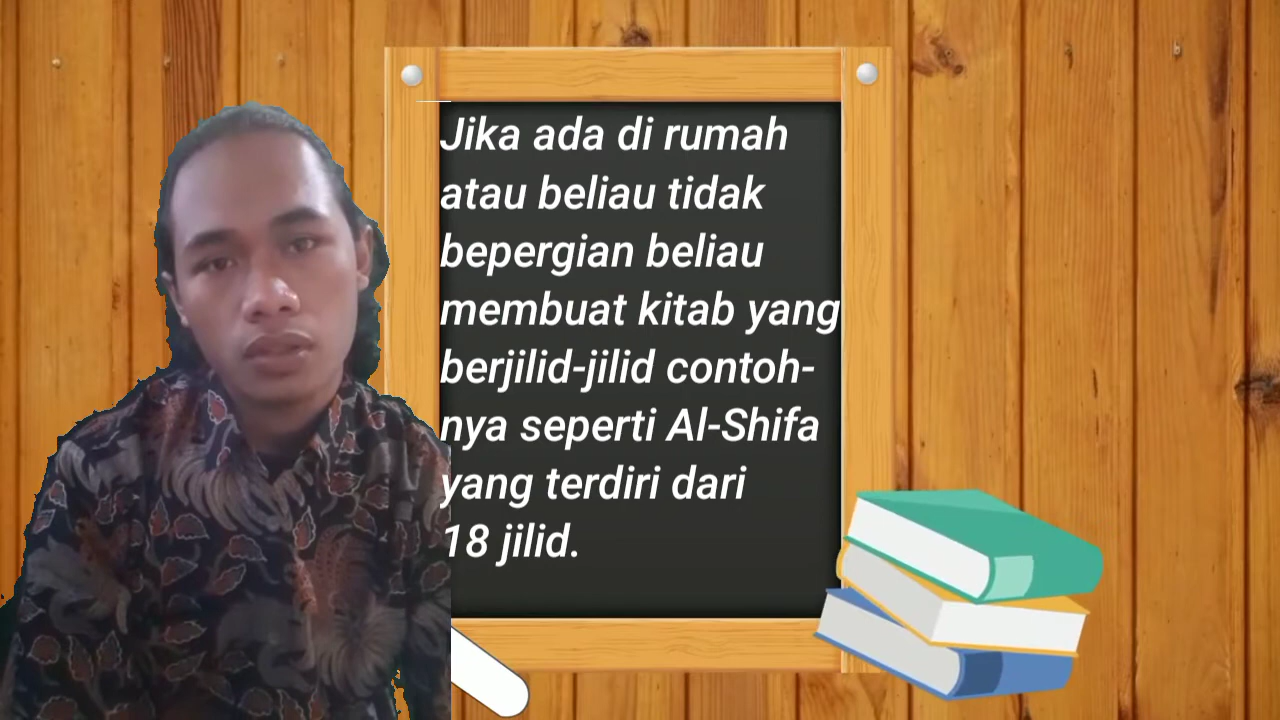 Jika ada di rumah
atau beliau tidak
bepergian beliau
membuat kitab yang
berjilid-jilid contoh-
nya seperti Al-Shifa
yang terdiri dari
18 jilid.